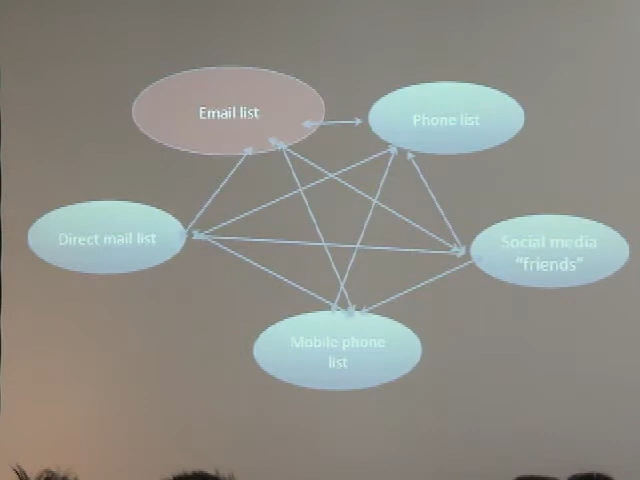 Email list
Phone list
Direct mail list
Social media
"friends"
Mobile phone
list